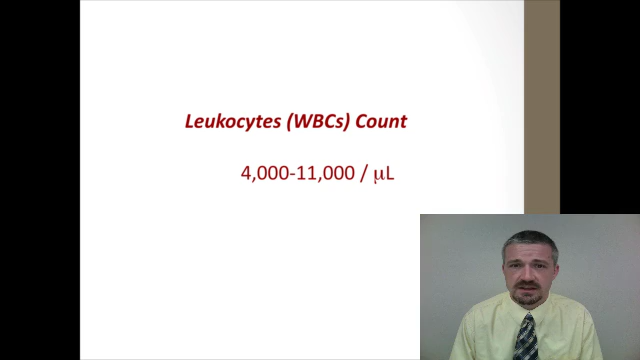 Leukocytes (WBCs) Count
4,000-11,000 / μL